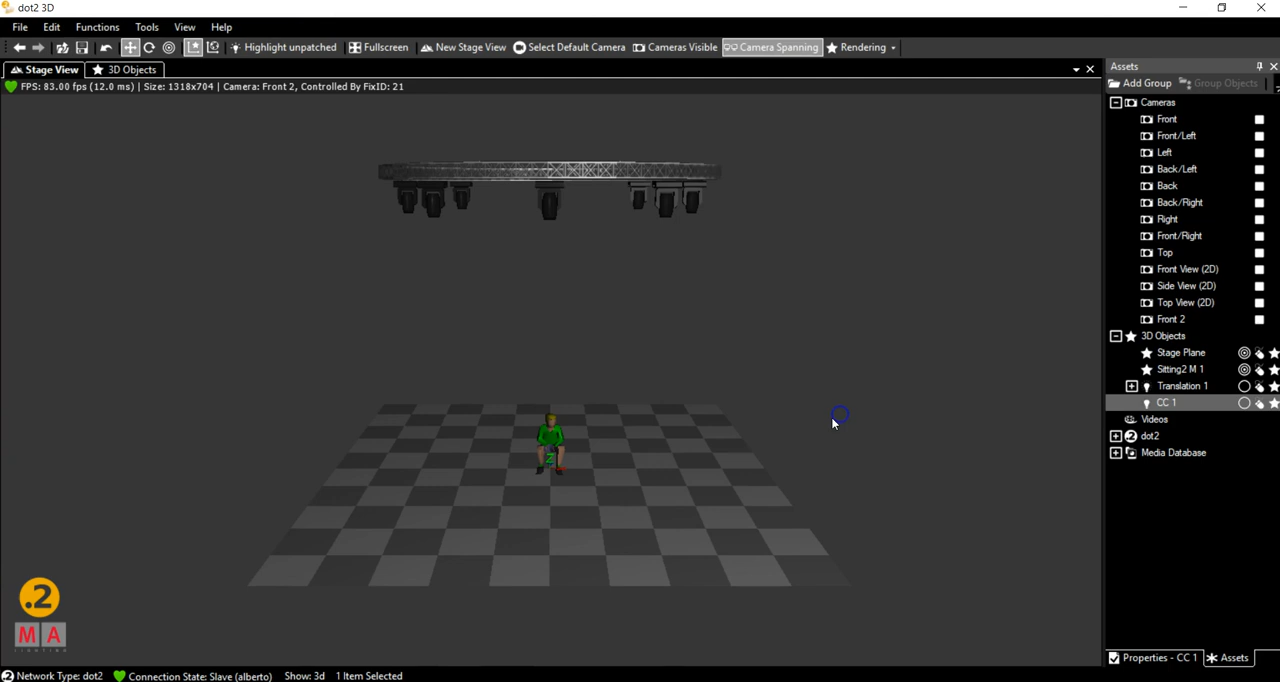 dot2 3D
File Edit Functions Tools View Help
Highlight unpatched Fullscreen New Stage View Select Default Camera Cameras Visible Camera Spanning Rendering
Stage View 3D Objects
FPS: 83.00 fps (12.0 ms) | Size: 1318x704 | Camera: Front 2, Controlled By FixID: 21
Assets
Add Group Group Objects
Cameras
Front
Front/Left
Left
Back/Left
Back
Back/Right
Right
Front/Right
Top
Front View (2D)
Side View (2D)
Top View (2D)
Front 2
3D Objects
Stage Plane
Sitting2 M 1
Translation 1
CC 1
Videos
dot2
Media Database
Z
.2
MA
LIGHTING
Properties - CC 1 Assets
Network Type: dot2 Connection State: Slave (alberto) Show: 3d 1 Item Selected